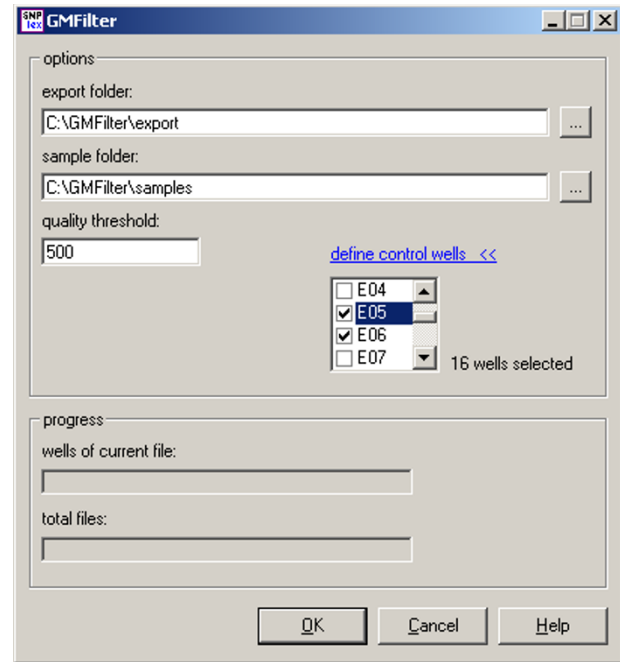 SNP
lex
GMFilter
options
export folder:
C:\GMFilter\export
...
sample folder:
C:\GMFilter\samples
...
quality threshold:
500
define control wells <<
E04
E05
E06
E07
16 wells selected
progress
wells of current file:
total files:
OK
Cancel
Help